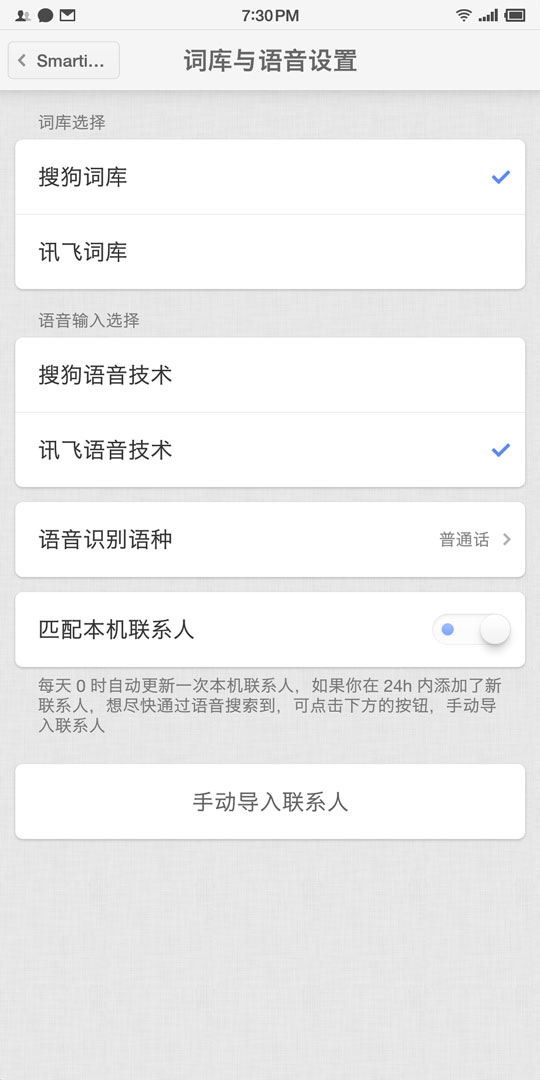 7:30PM
Smarti...
词库与语音设置
词库选择
搜狗词库
讯飞词库
语音输入选择
搜狗语音技术
讯飞语音技术
语音识别语种
普通话
匹配本机联系人
每天 0 时自动更新一次本机联系人，如果你在 24h 内添加了新
联系人，想尽快通过语音搜索到，可点击下方的按钮，手动导
入联系人
手动导入联系人